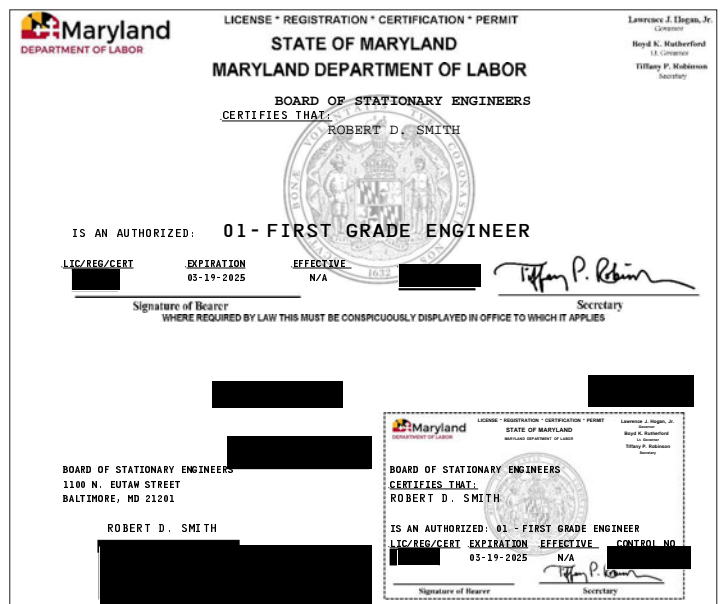 Maryland
DEPARTMENT OF LABOR
LICENSE * REGISTRATION * CERTIFICATION * PERMIT
STATE OF MARYLAND
MARYLAND DEPARTMENT OF LABOR
Lawrence J. Hogan, Jr.
Governor
Boyd K. Rutherford
Lt. Governor
Tiffany P. Robinson
Secretary
BOARD OF STATIONARY ENGINEERS
CERTIFIES THAT:
ROBERT D. SMITH
IS AN AUTHORIZED: 01- FIRST GRADE ENGINEER
LIC/REG/CERT EXPIRATION EFFECTIVE
03-19-2025 N/A
1632
Signature of Bearer
Secretary
WHERE REQUIRED BY LAW THIS MUST BE CONSPICUOUSLY DISPLAYED IN OFFICE TO WHICH IT APPLIES
BOARD OF STATIONARY ENGINEERS
1100 N. EUTAW STREET
BALTIMORE, MD 21201
ROBERT D. SMITH
Maryland
DEPARTMENT OF LABOR
LICENSE * REGISTRATION * CERTIFICATION * PERMIT
STATE OF MARYLAND
MARYLAND DEPARTMENT OF LABOR
Lawrence J. Hogan, Jr.
Governor
Boyd K. Rutherford
Lt. Governor
Tiffany P. Robinson
Secretary
BOARD OF STATIONARY ENGINEERS
CERTIFIES THAT:
ROBERT D. SMITH
IS AN AUTHORIZED: 01 - FIRST GRADE ENGINEER
LIC/REG/CERT EXPIRATION EFFECTIVE CONTROL NO
03-19-2025 N/A
Signature of Bearer
Secretary